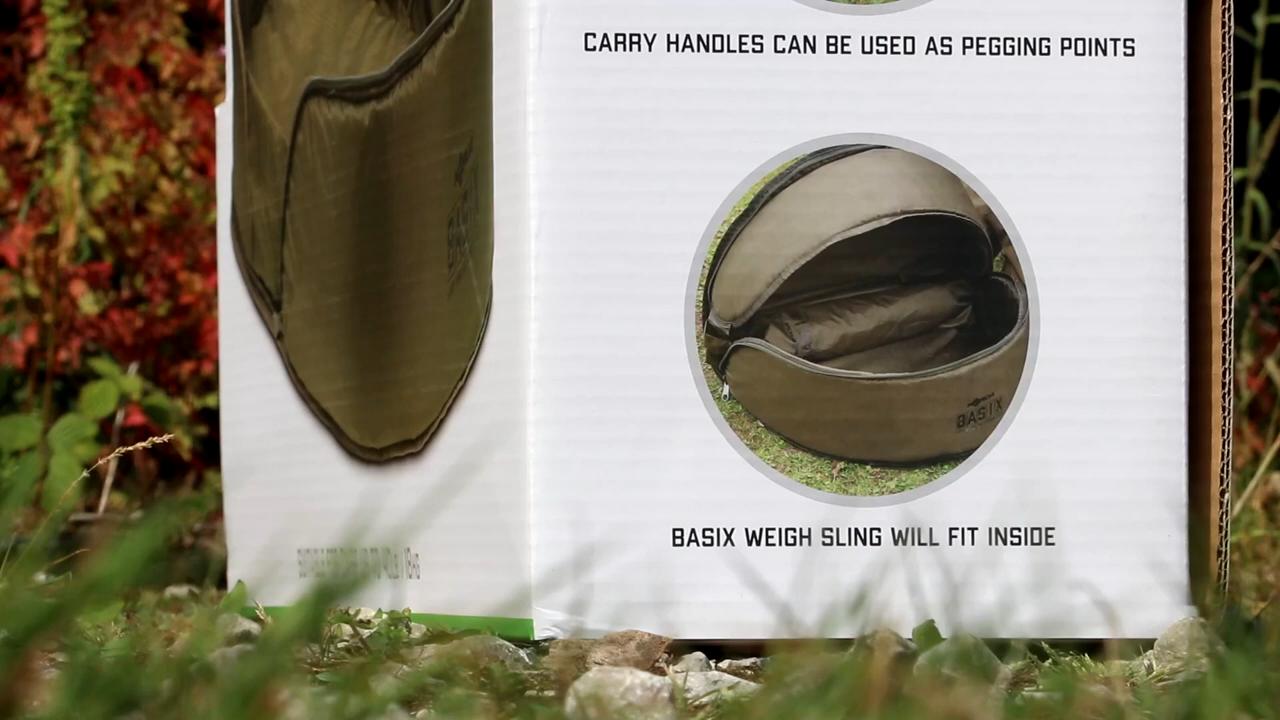 CARRY HANDLES CAN BE USED AS PEGGING POINTS
BASIX
BASIX WEIGH SLING WILL FIT INSIDE